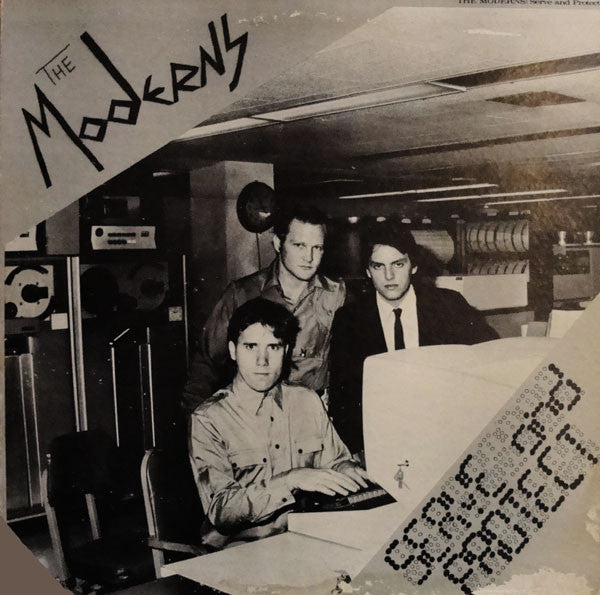 THE MODERNS: Serve and Protect
THE
MODERNS
SERVE AND
PROTECT